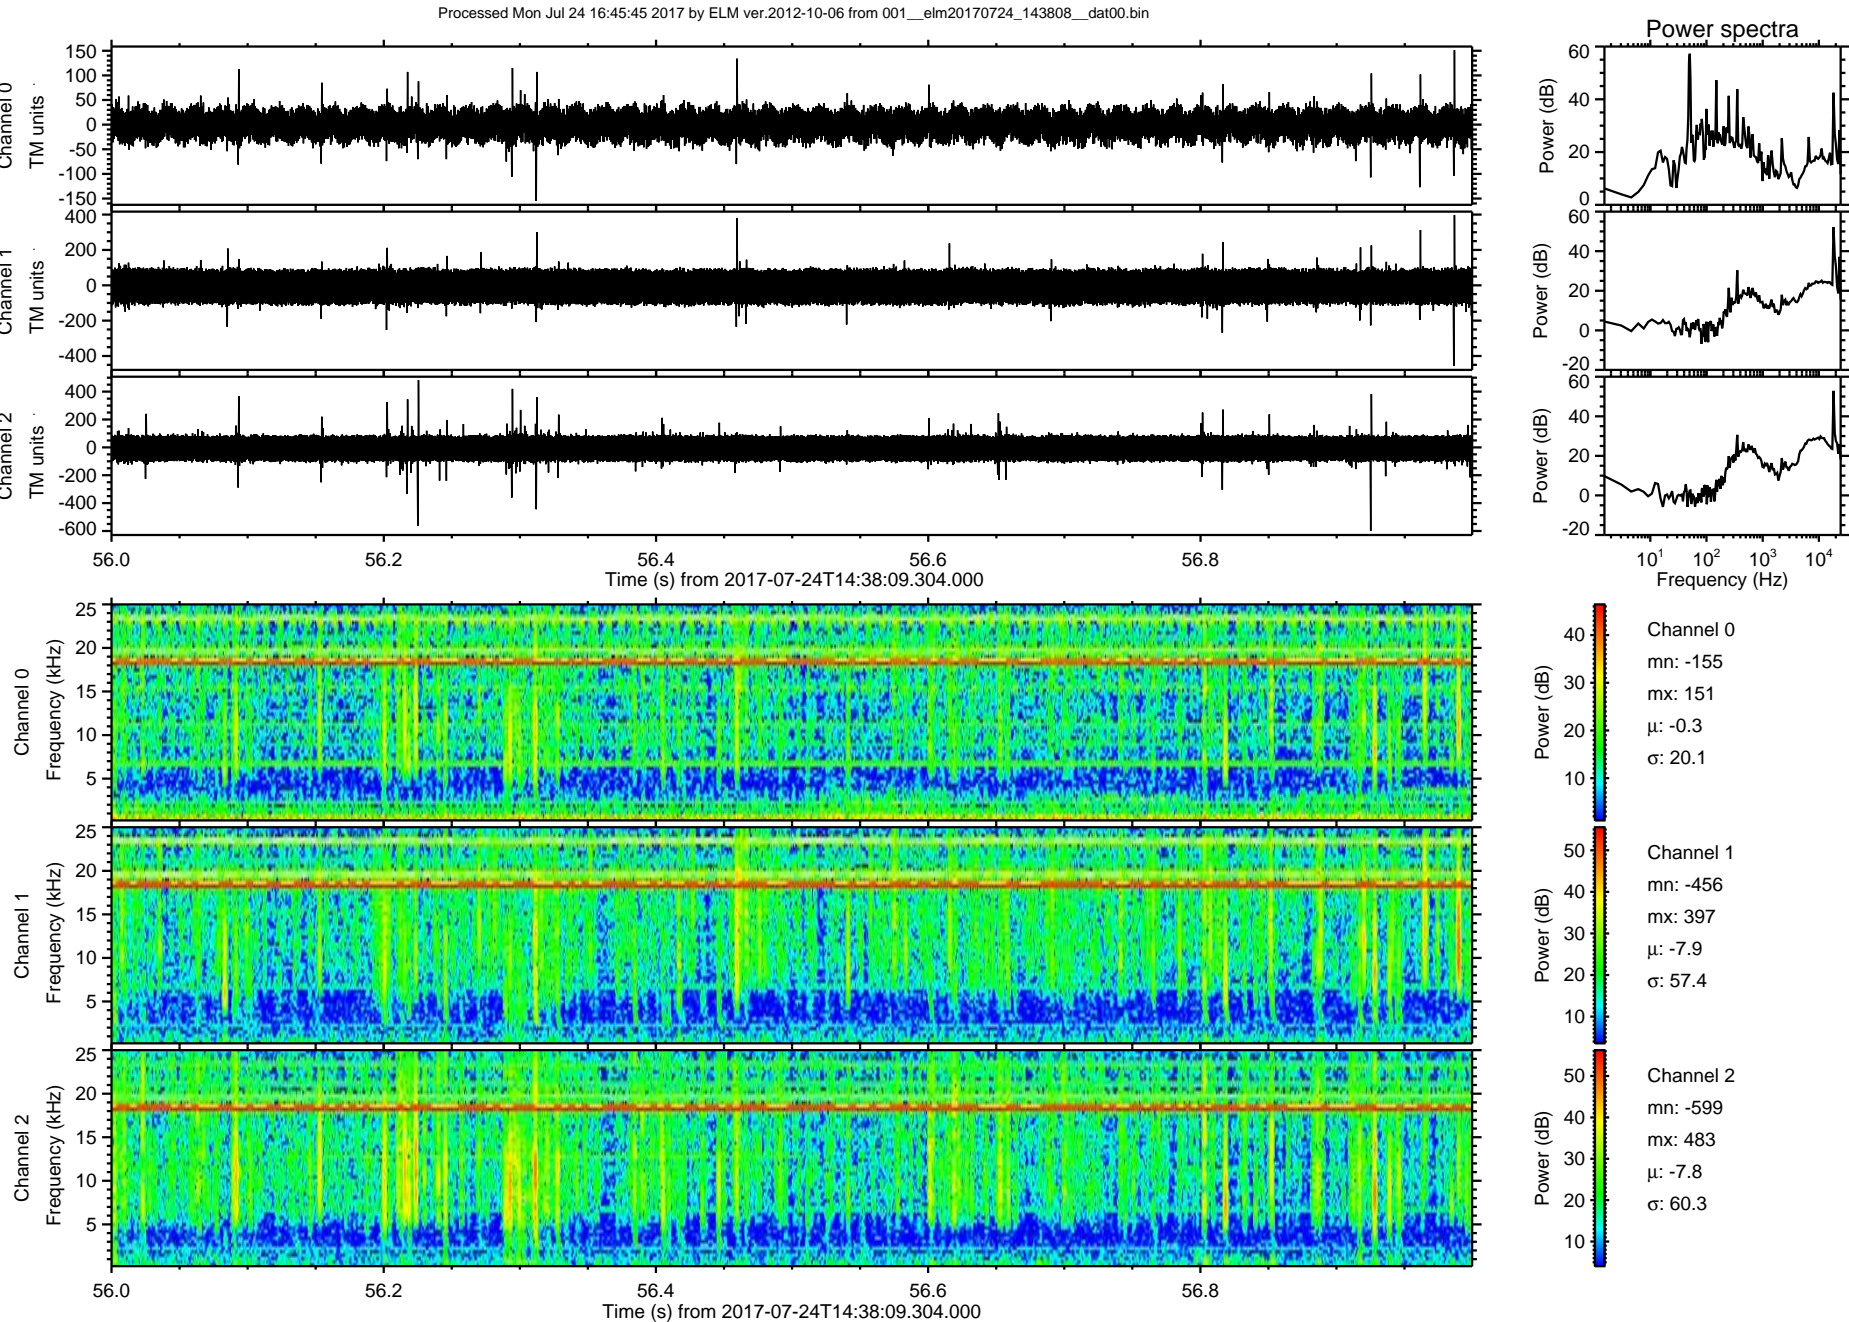 Processed Mon Jul 24 16:45:45 2017 by ELM ver.2012-10-06 from 001__elm20170724_143808__dat00.bin
Power spectra
Channel 0
TM units
150
100
50
0
-50
-100
-150
Power (dB)
60
40
20
0
Channel 1
TM units
400
200
0
-200
-400
Power (dB)
60
40
20
0
-20
Channel 2
TM units
400
200
0
-200
-400
-600
Power (dB)
60
40
20
0
-20
56.0 56.2 56.4 56.6 56.8
Time (s) from 2017-07-24T14:38:09.304.000
10^1 10^2 10^3 10^4
Frequency (Hz)
Channel 0
Frequency (kHz)
25
20
15
10
5
Power (dB)
40
30
20
10
Channel 0
mn: -155
mx: 151
μ: -0.3
σ: 20.1
Channel 1
Frequency (kHz)
25
20
15
10
5
Power (dB)
50
40
30
20
10
Channel 1
mn: -456
mx: 397
μ: -7.9
σ: 57.4
Channel 2
Frequency (kHz)
25
20
15
10
5
Power (dB)
50
40
30
20
10
Channel 2
mn: -599
mx: 483
μ: -7.8
σ: 60.3
56.0 56.2 56.4 56.6 56.8
Time (s) from 2017-07-24T14:38:09.304.000